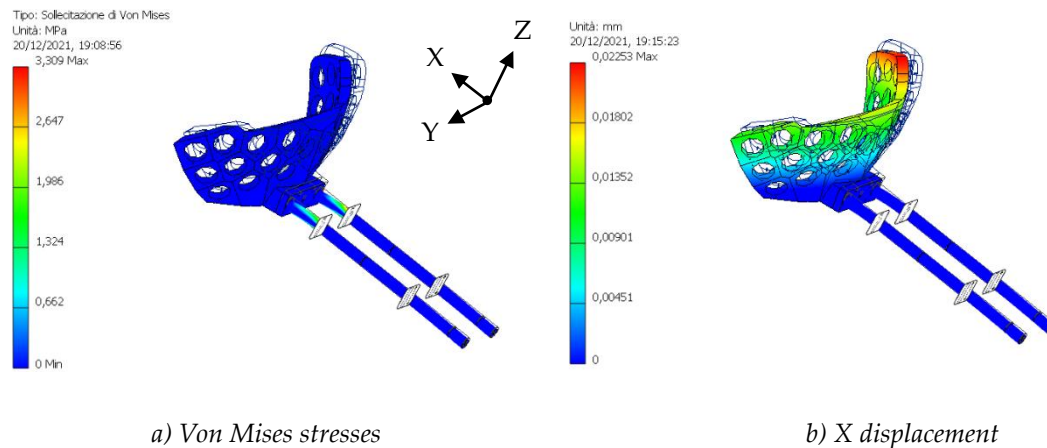 Tipo: Sollecitazione di Von Mises
Unità: MPa
20/12/2021, 19:08:56
3,309 Max
2,647
1,985
1,324
0,662
0 Min
X
Y
Z
Unità: mm
20/12/2021, 19:15:23
0,02253 Max
0,01802
0,01352
0,00901
0,00451
0
a) Von Mises stresses
b) X displacement